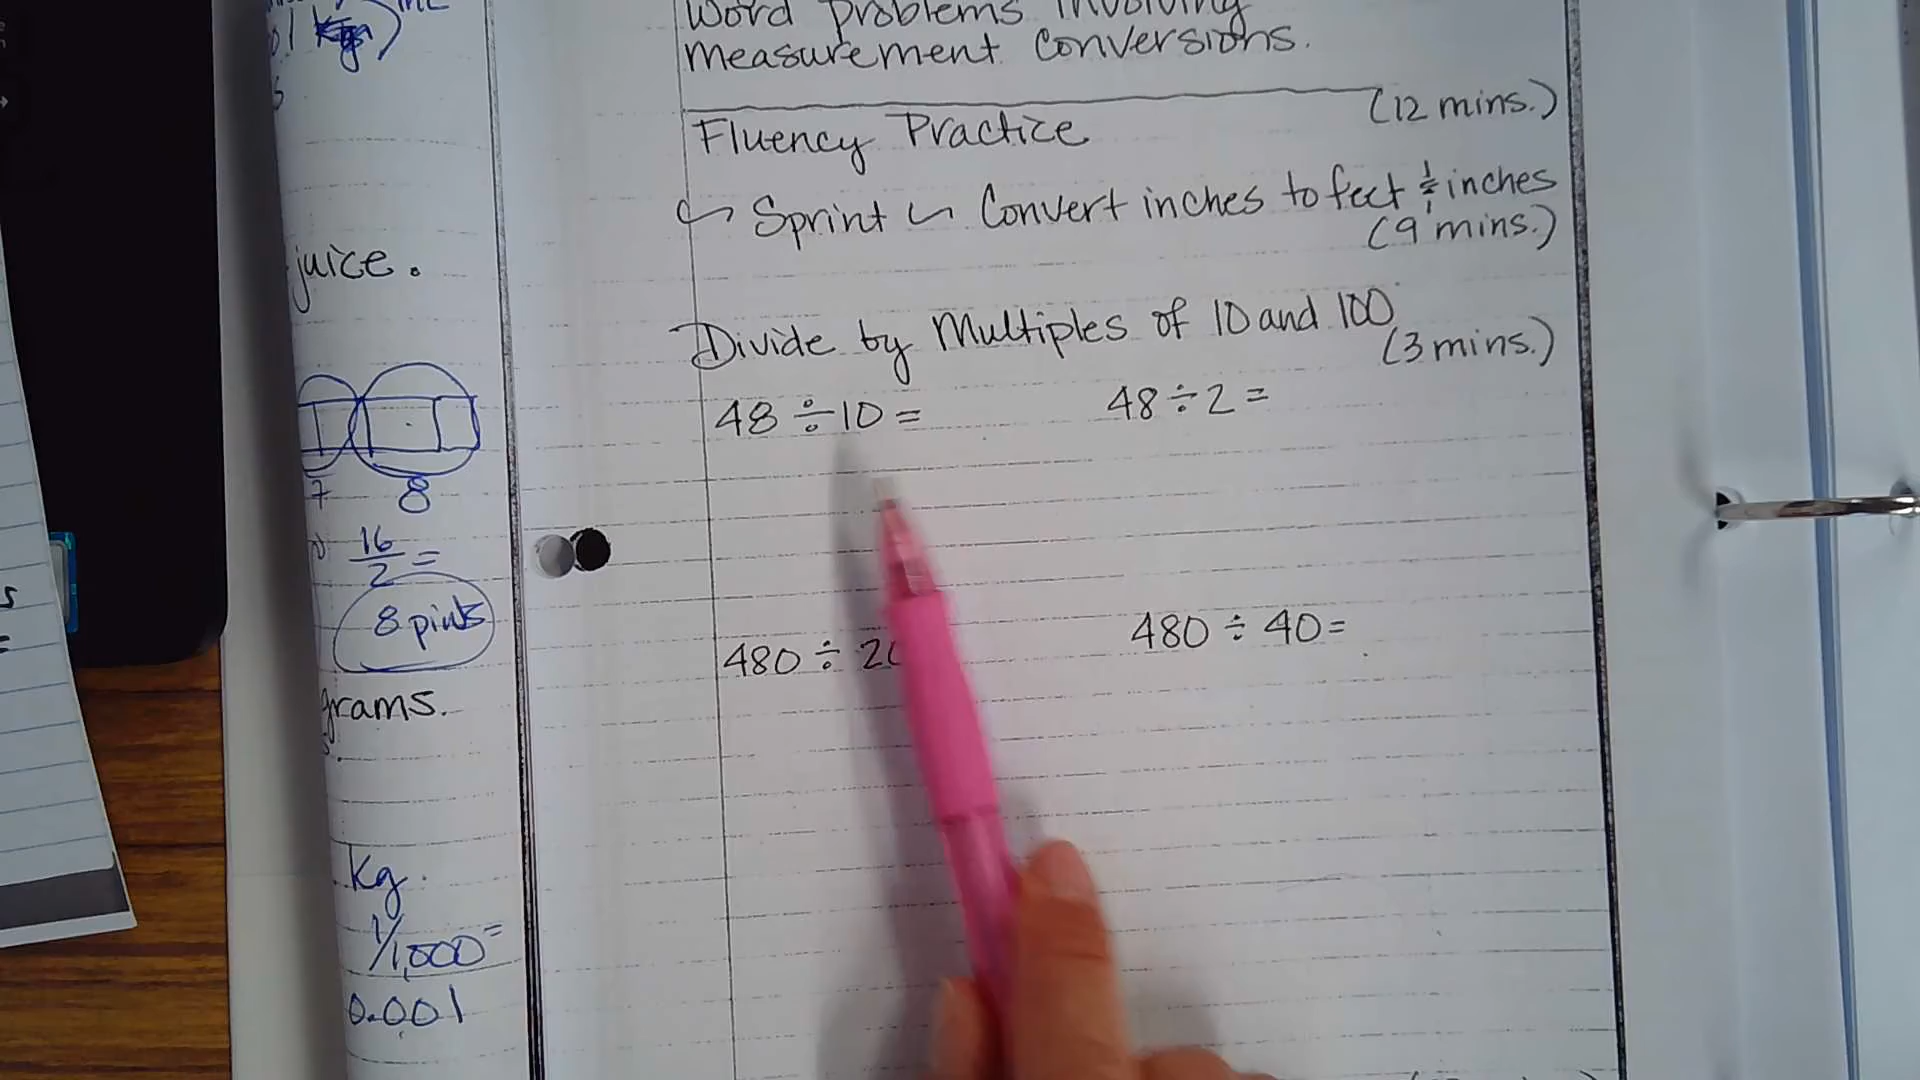 juice.
7 8
16/2 =
8 pints
grams.
Kg.
1/1,000 =
0.001
Word problems involving
measurement conversions.
Fluency Practice (12 mins.)
Sprint Convert inches to feet & inches
(9 mins.)
Divide by Multiples of 10 and 100
(3 mins.)
48 ÷ 10 = 48 ÷ 2 =
480 ÷ 20 480 ÷ 40 =